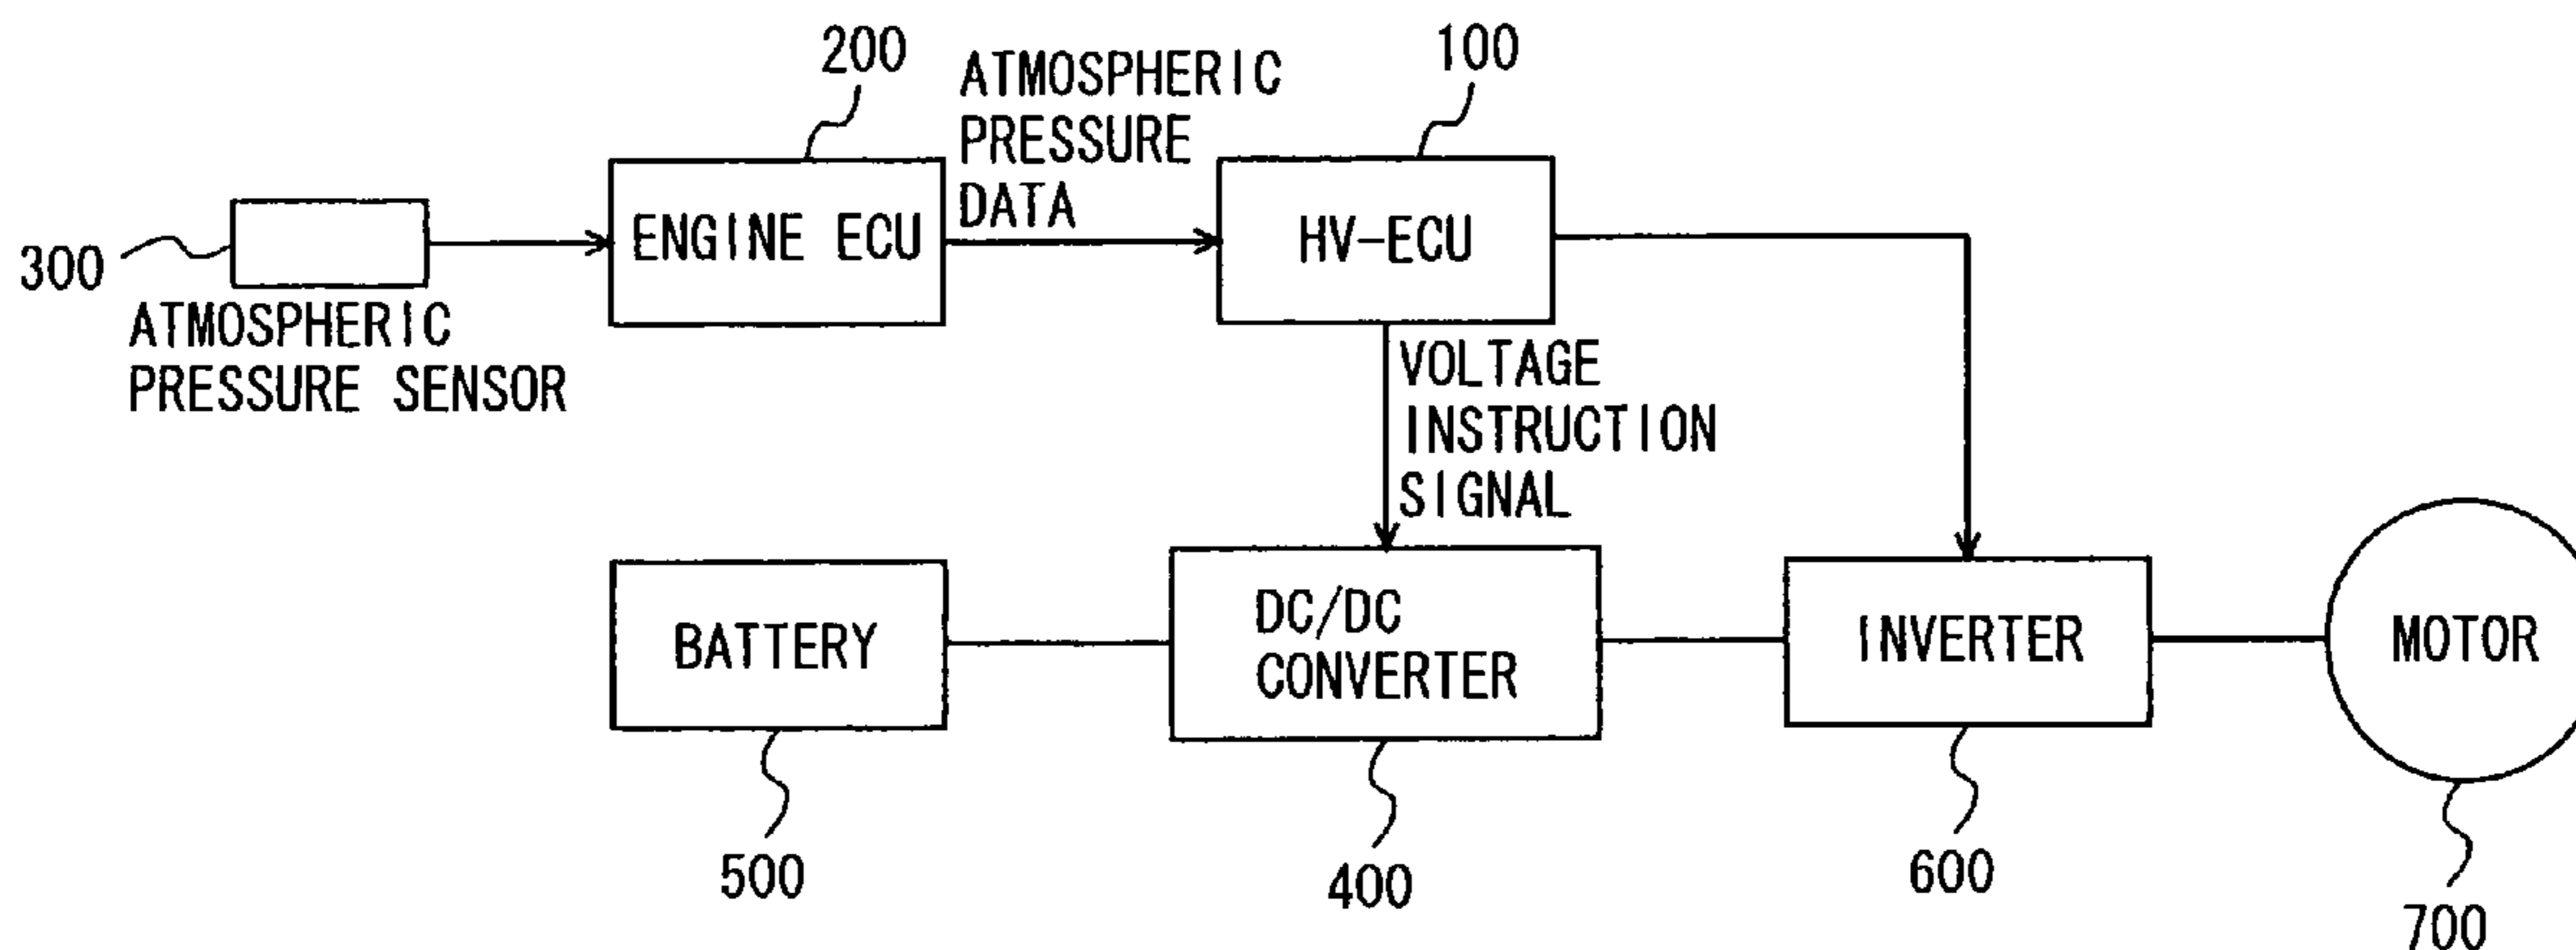 200
ATMOSPHERIC
PRESSURE
DATA
100
ENGINE ECU
HV-ECU
300
ATMOSPHERIC
PRESSURE SENSOR
VOLTAGE
INSTRUCTION
SIGNAL
BATTERY
DC/DC
CONVERTER
INVERTER
MOTOR
500
400
600
700